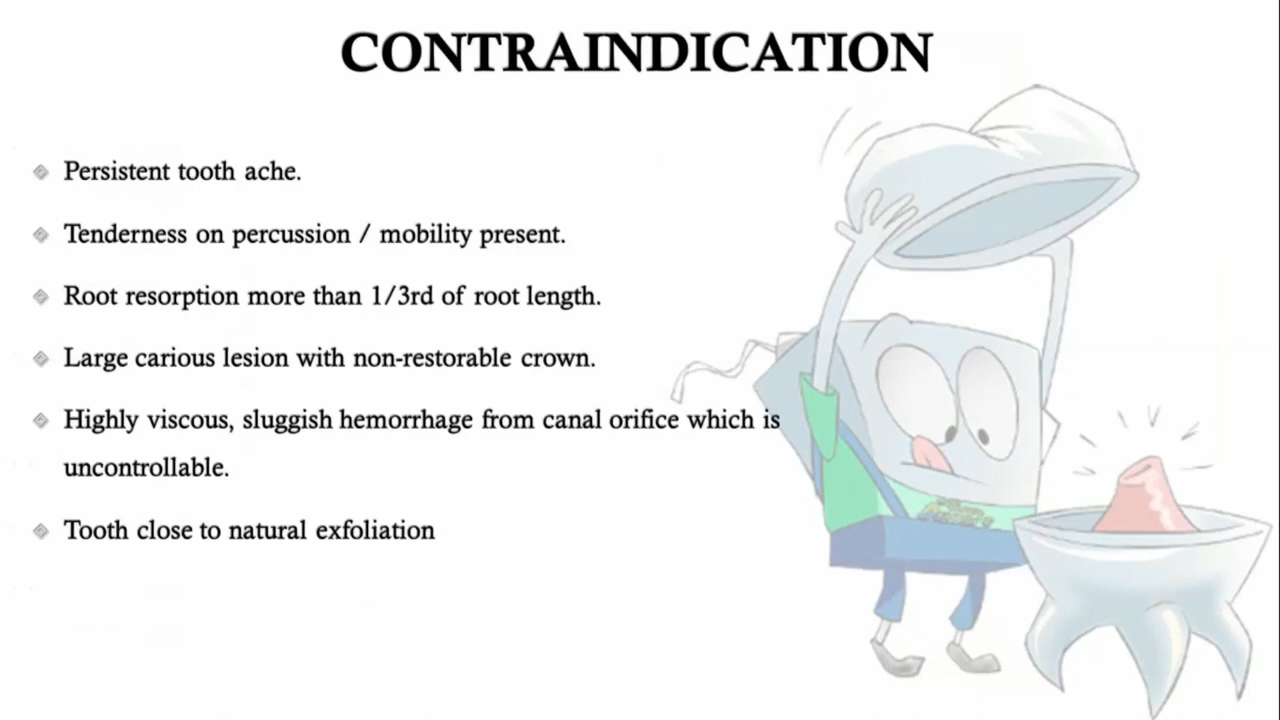 CONTRAINDICATION
Persistent tooth ache.
Tenderness on percussion / mobility present.
Root resorption more than 1/3rd of root length.
Large carious lesion with non-restorable crown.
Highly viscous, sluggish hemorrhage from canal orifice which is
uncontrollable.
Tooth close to natural exfoliation